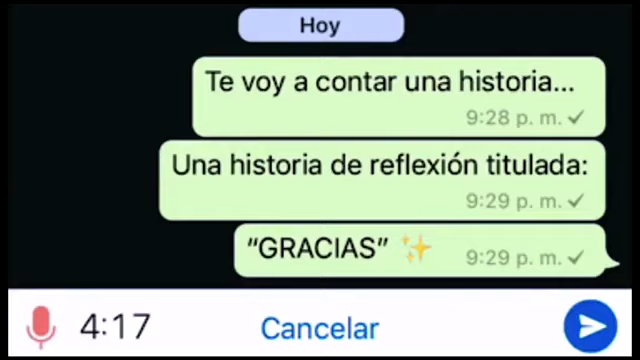 Hoy
Te voy a contar una historia...
9:28 p. m.
Una historia de reflexión titulada:
9:29 p. m.
“GRACIAS” ✨
9:29 p. m.
4:17 Cancelar